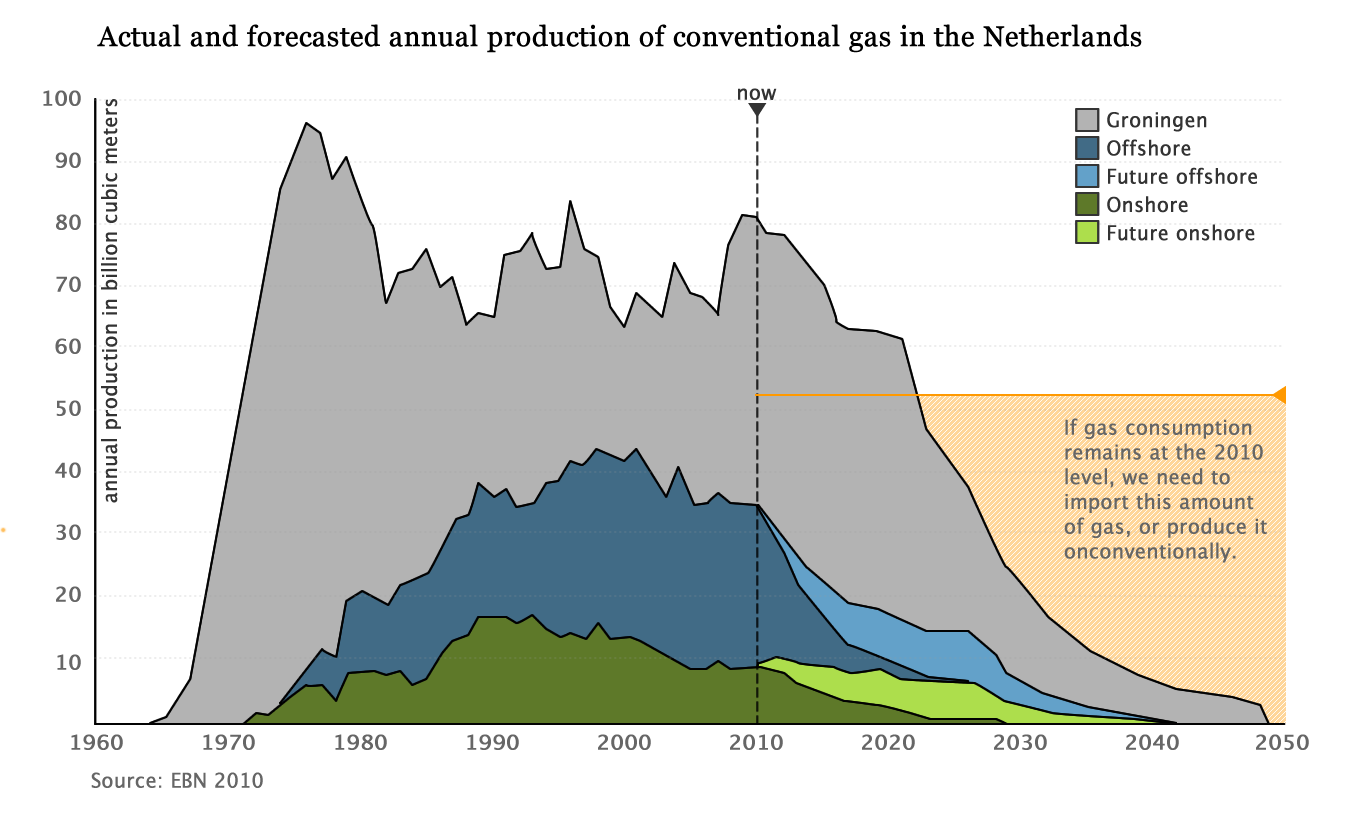 Actual and forecasted annual production of conventional gas in the Netherlands
now
100
90
80
70
60
50
40
30
20
10
annual production in billion cubic meters
Groningen
Offshore
Future offshore
Onshore
Future onshore
If gas consumption
remains at the 2010
level, we need to
import this amount
of gas, or produce it
onconventionally.
1960 1970 1980 1990 2000 2010 2020 2030 2040 2050
Source: EBN 2010